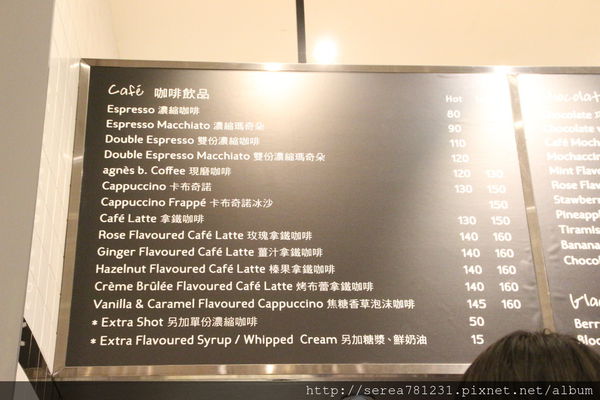 Café 咖啡飲品
Hot
Espresso 濃縮咖啡 80
Espresso Macchiato 濃縮瑪奇朵 90
Double Espresso 雙份濃縮咖啡 110
Double Espresso Macchiato 雙份濃縮瑪奇朵 120
agnès b. Coffee 現磨咖啡 120 130
Cappuccino 卡布奇諾 130 150
Cappuccino Frappé 卡布奇諾冰沙 150
Café Latte 拿鐵咖啡 130 150
Rose Flavoured Café Latte 玫瑰拿鐵咖啡 140 160
Ginger Flavoured Café Latte 薑汁拿鐵咖啡 140 160
Hazelnut Flavoured Café Latte 榛果拿鐵咖啡 140 160
Crème Brûlée Flavoured Café Latte 烤布蕾拿鐵咖啡 140 160
Vanilla & Caramel Flavoured Cappuccino 焦糖香草泡沫咖啡 145 160
* Extra Shot 另加單份濃縮咖啡 50
* Extra Flavoured Syrup / Whipped Cream 另加糖漿、鮮奶油 15
Chocolate
Chocolate
Café Moch
Mochaccin
Mint Flav
Rose Flav
Stawberr
Pineappl
Tiramis
Banana
Choco
Berr
http://serea781231.pixnet.net/album